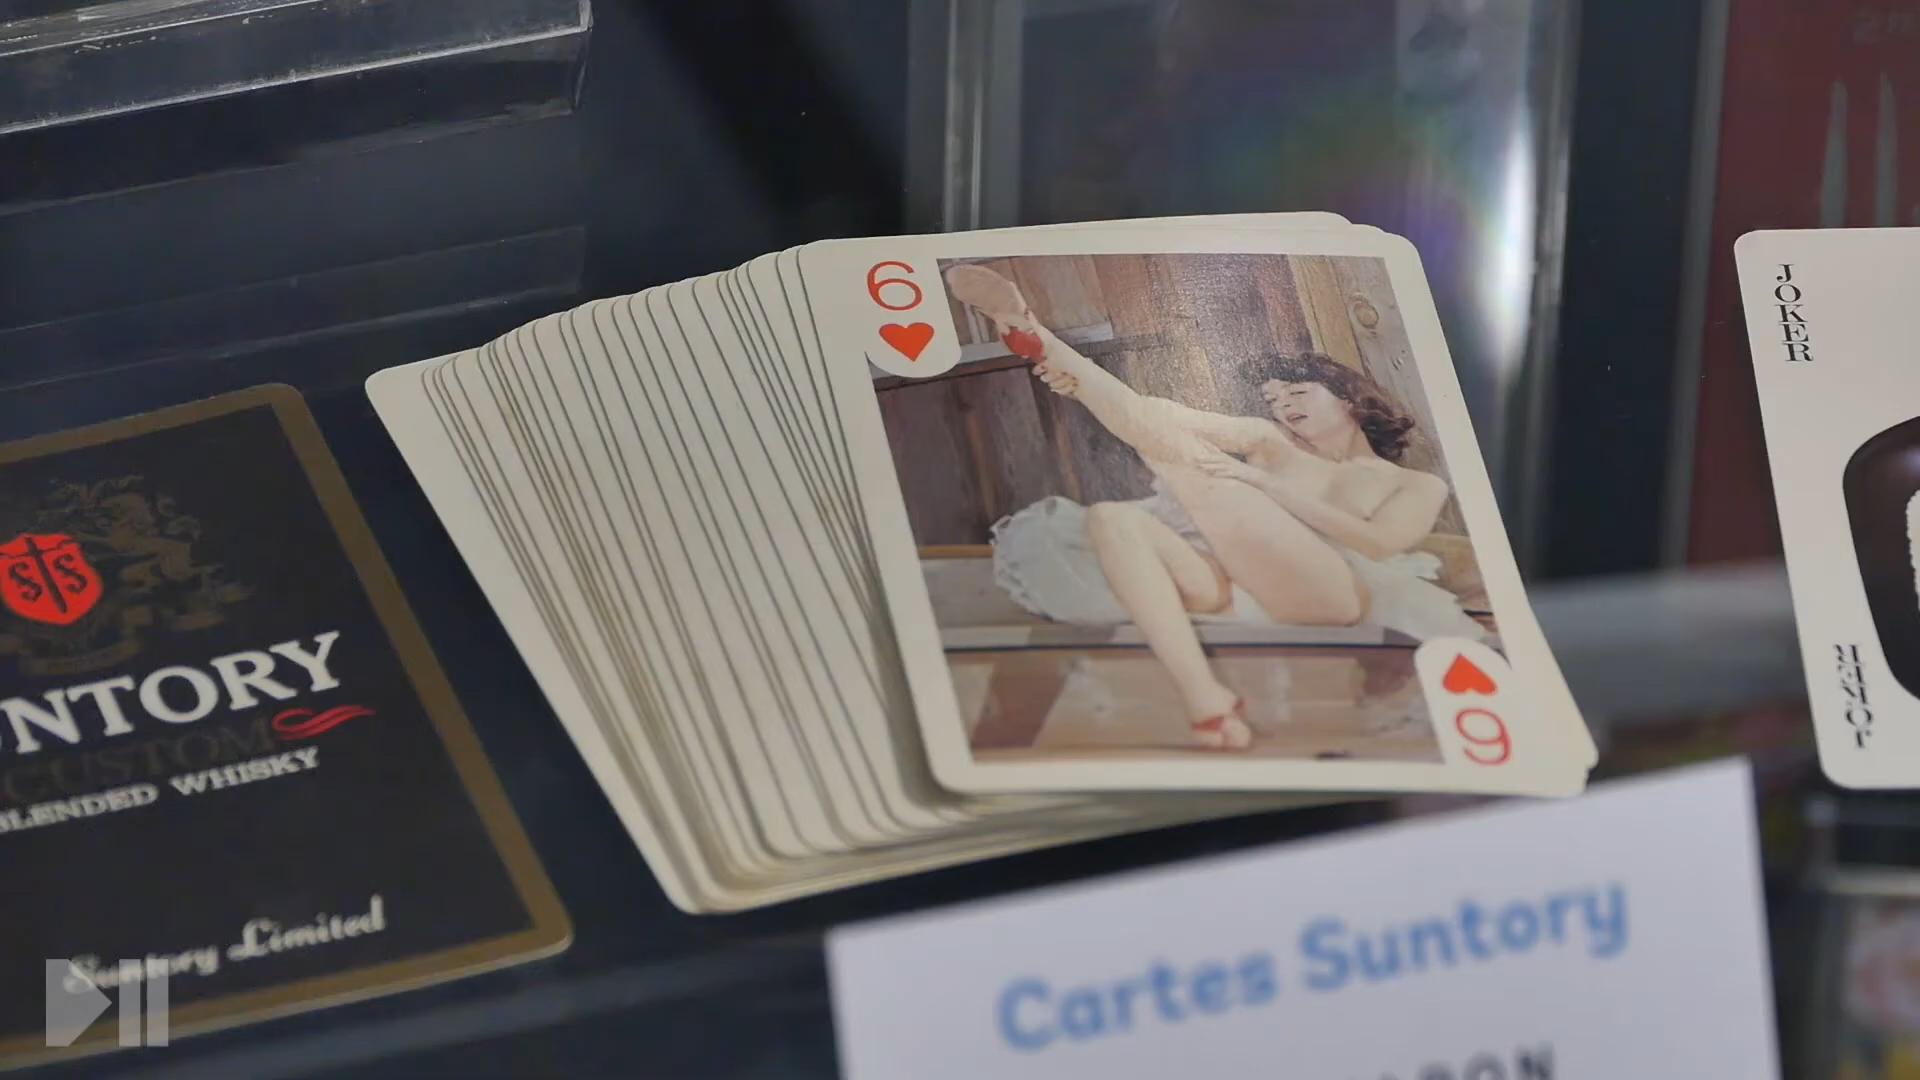 6
9
JOKER
JOKER
NTORY
CUSTOM
BLENDED WHISKY
Suntory Limited
Cartes Suntory